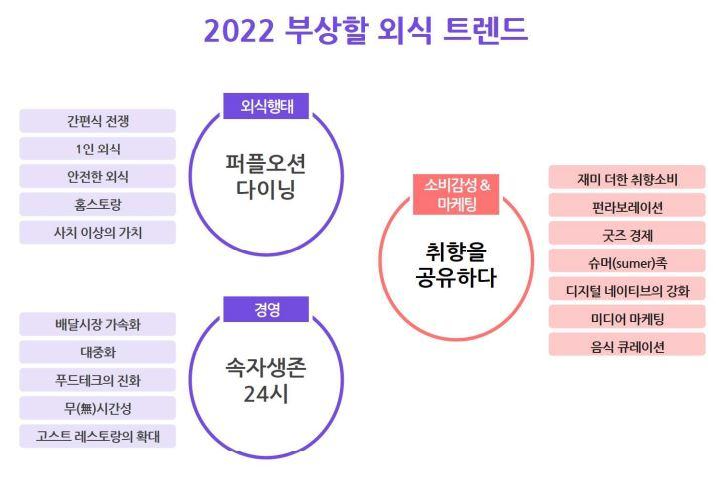 2022 부상할 외식 트렌드
외식행태
퍼플오션
다이닝
간편식 전쟁
1인 외식
안전한 외식
홈스토랑
사치 이상의 가치
경영
속자생존
24시
배달시장 가속화
대중화
푸드테크의 진화
무(無)시간성
고스트 레스토랑의 확대
소비감성 &
마케팅
취향을
공유하다
재미 더한 취향소비
펀라보레이션
굿즈 경제
슈머(sumer)족
디지털 네이티브의 강화
미디어 마케팅
음식 큐레이션